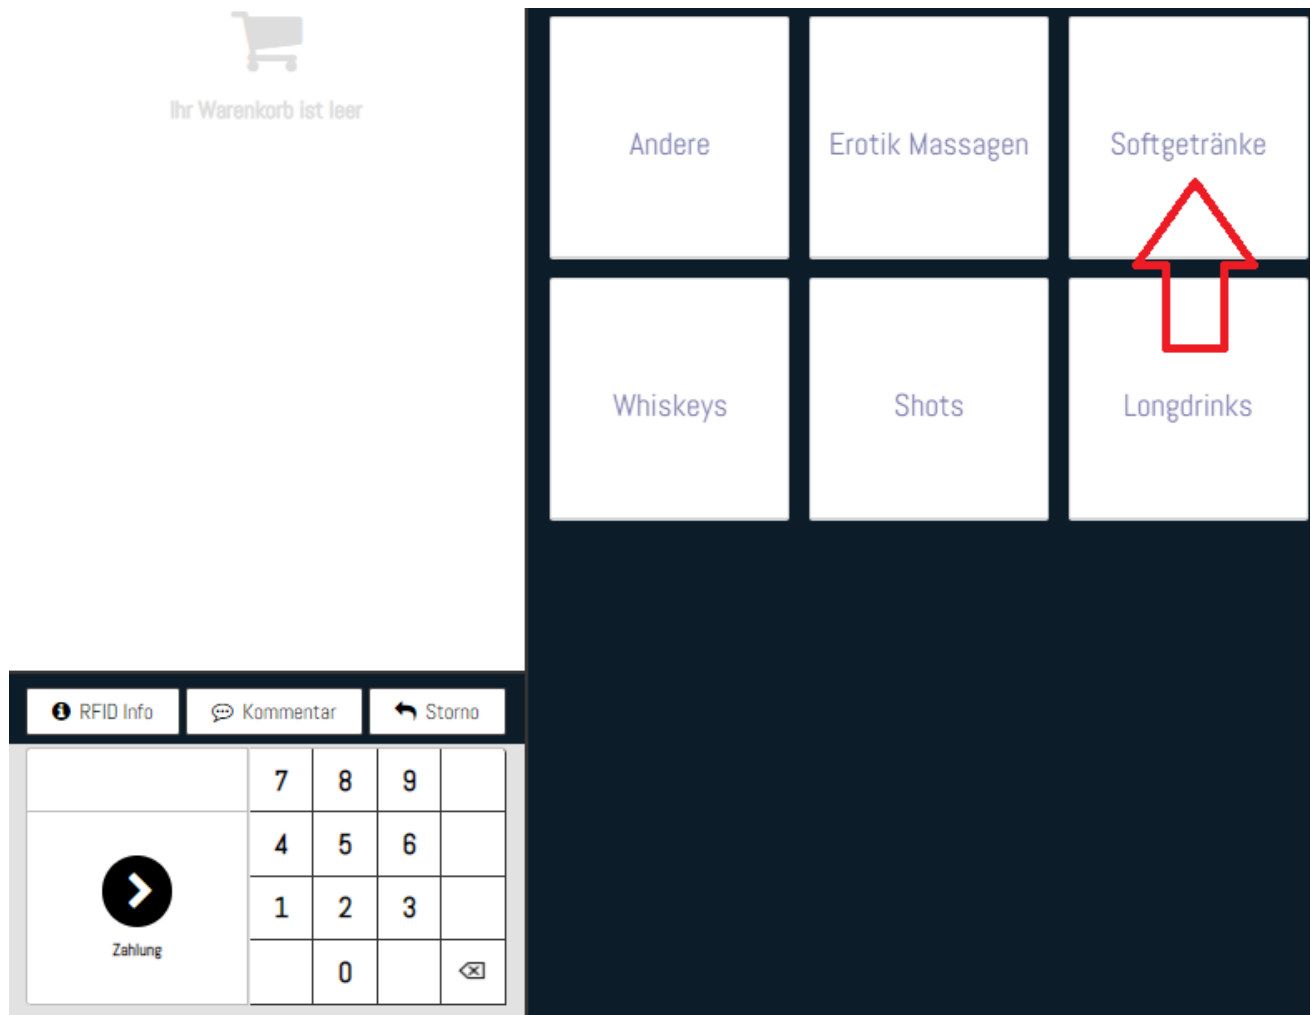 Ihr Warenkorb ist leer
Andere
Erotik Massagen
Softgetränke
Whiskeys
Shots
Longdrinks
RFID Info
Kommentar
Storno
7 8 9
4 5 6
1 2 3
0
Zahlung